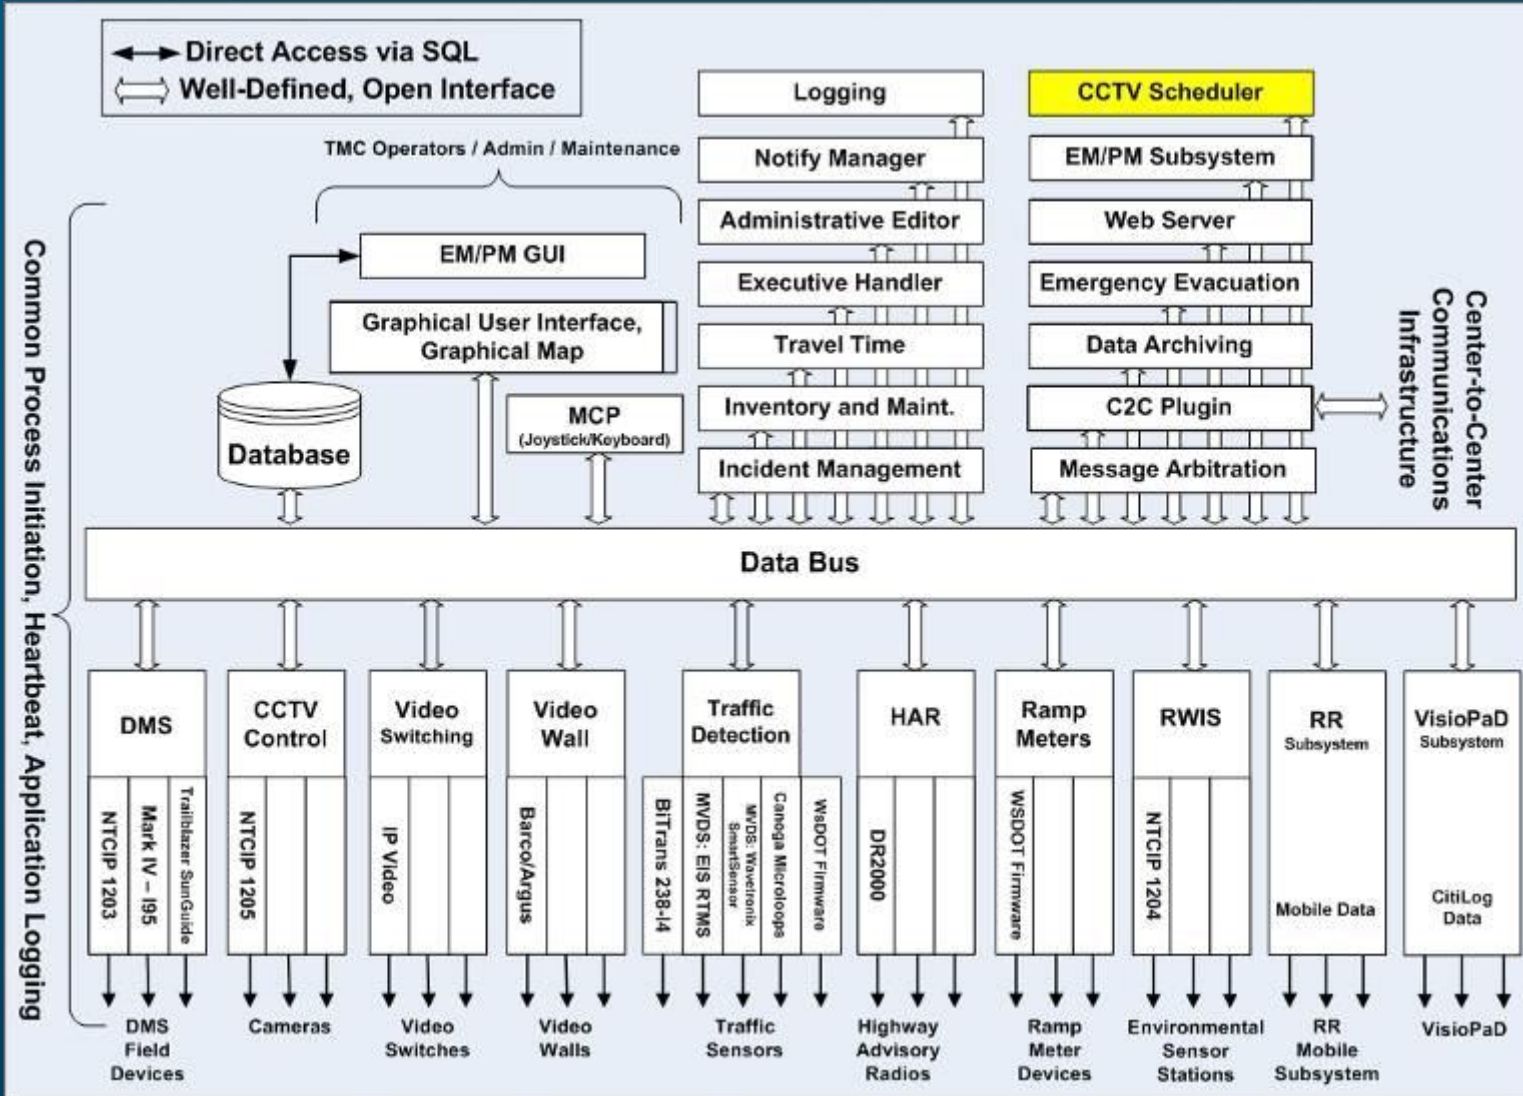 Direct Access via SQL
Well-Defined, Open Interface
TMC Operators / Admin / Maintenance
EM/PM GUI
Graphical User Interface,
Graphical Map
MCP
(Joystick/Keyboard)
Database
Logging
Notify Manager
Administrative Editor
Executive Handler
Travel Time
Inventory and Maint.
Incident Management
CCTV Scheduler
EM/PM Subsystem
Web Server
Emergency Evacuation
Data Archiving
C2C Plugin
Message Arbitration
Center-to-Center
Communications
Infrastructure
Common Process Initiation, Heartbeat, Application Logging
Data Bus
DMS
NTCIP 1203
Mark IV – I95
Trailblazer SunGuide
DMS
Field
Devices
CCTV
Control
NTCIP 1205
Cameras
Video
Switching
IP Video
Video
Switches
Video
Wall
Barco/Argus
Video
Walls
Traffic
Detection
BiTrans 238-I4
MVDS: EIS RTMS
MVDS: Wavetronix
SmartSensor
Canoga Microloops
WsDOT Firmware
Traffic
Sensors
HAR
DR2000
Highway
Advisory
Radios
Ramp
Meters
WSDOT Firmware
Ramp
Meter
Devices
RWIS
NTCIP 1204
Environmental
Sensor
Stations
RR
Subsystem
Mobile Data
RR
Mobile
Subsystem
VisioPaD
Subsystem
CitiLog
Data
VisioPaD